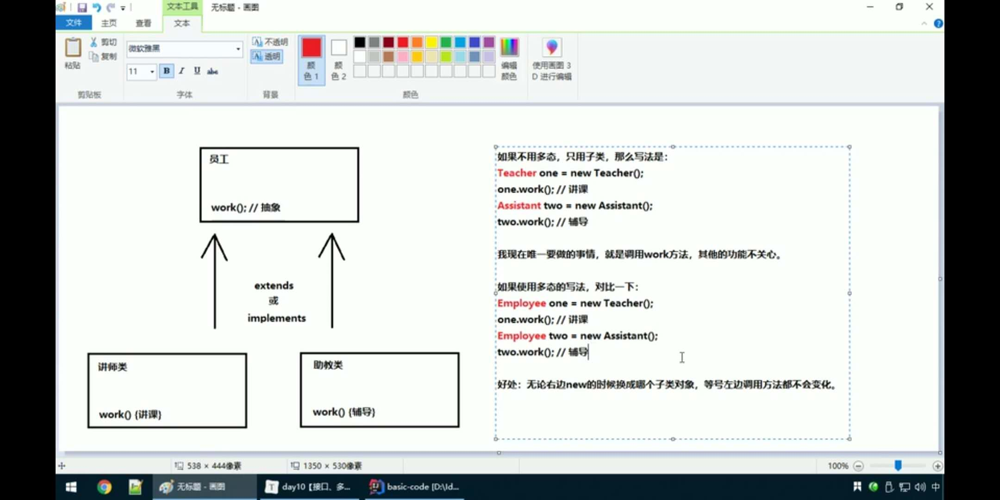 文本工具
无标题 - 画图
文件
主页
查看
文本
粘贴
剪切
复制
剪贴板
微软雅黑
11
B I U abc
字体
不透明
透明
背景
颜
色 1
颜
色 2
颜色
编辑
颜色
使用画图 3
D 进行编辑
员工
work(); // 抽象
extends
或
implements
讲师类
work() {讲课}
助教类
work() {辅导}
如果不用多态，只用子类，那么写法是：
Teacher one = new Teacher();
one.work(); // 讲课
Assistant two = new Assistant();
two.work(); // 辅导
我现在唯一要做的事情，就是调用work方法，其他的功能不关心。
如果使用多态的写法，对比一下：
Employee one = new Teacher();
one.work(); // 讲课
Employee two = new Assistant();
two.work(); // 辅导
好处：无论右边new的时候换成哪个子类对象，等号左边调用方法都不会变化。
538 × 444像素
1350 × 530像素
100%
无标题 - 画图
day10【接口、多...
basic-code [D:\Id...
中